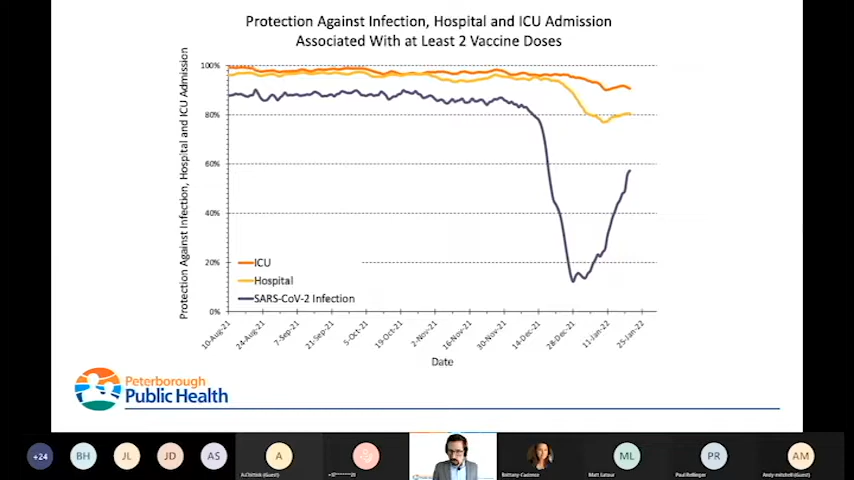 Protection Against Infection, Hospital and ICU Admission
Associated With at Least 2 Vaccine Doses
Protection Against Infection, Hospital and ICU Admission
100%
80%
60%
40%
20%
0%
ICU
Hospital
SARS-CoV-2 Infection
10-Aug-21
24-Aug-21
7-Sep-21
21-Sep-21
5-Oct-21
19-Oct-21
2-Nov-21
16-Nov-21
30-Nov-21
14-Dec-21
28-Dec-21
11-Jan-22
25-Jan-22
Date
Peterborough
Public Health
+24
BH
JL
JD
AS
A
ML
PR
AM
Brittany Cadence